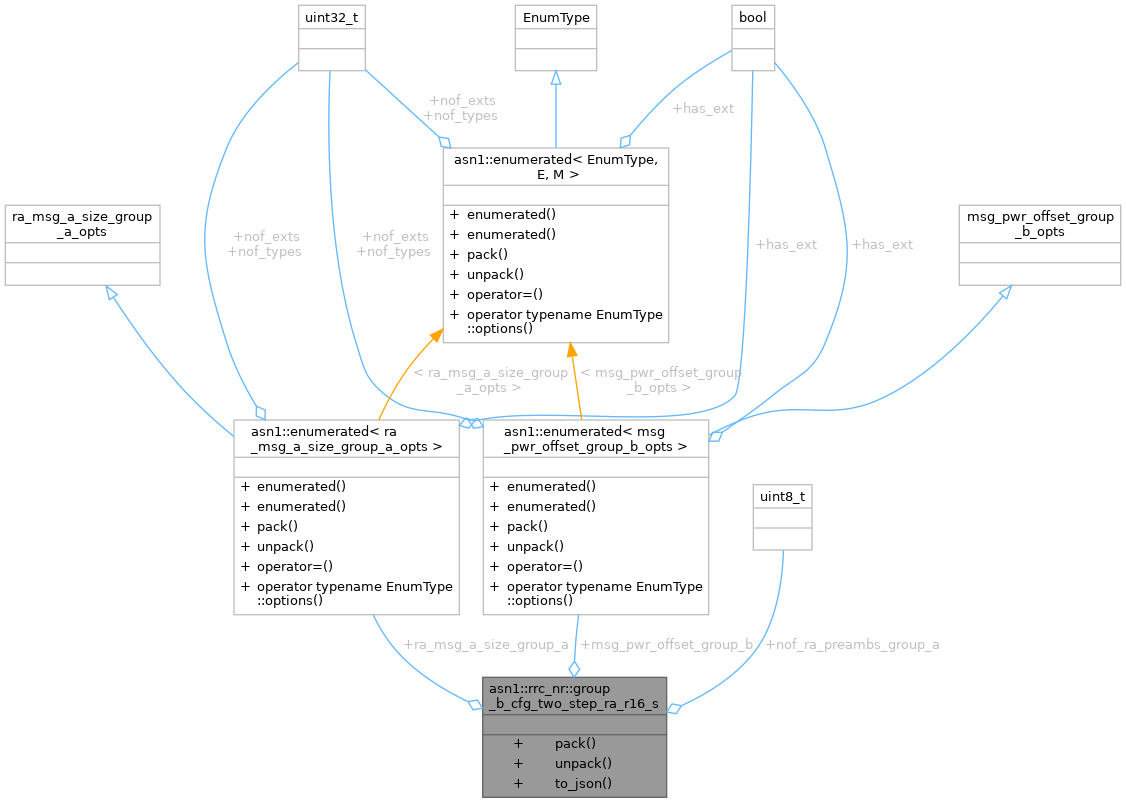 uint32_t
EnumType
bool
+nof_exts
+nof_types
+has_ext
asn1::enumerated< EnumType,
E, M >
+ enumerated()
+ enumerated()
+ pack()
+ unpack()
+ operator=()
+ operator typename EnumType
::options()
ra_msg_a_size_group
_a_opts
msg_pwr_offset_group
_b_opts
+nof_exts
+nof_types
+nof_exts
+nof_types
+has_ext
+has_ext
< ra_msg_a_size_group
_a_opts >
< msg_pwr_offset_group
_b_opts >
asn1::enumerated< ra
_msg_a_size_group_a_opts >
+ enumerated()
+ enumerated()
+ pack()
+ unpack()
+ operator=()
+ operator typename EnumType
::options()
asn1::enumerated< msg
_pwr_offset_group_b_opts >
+ enumerated()
+ enumerated()
+ pack()
+ unpack()
+ operator=()
+ operator typename EnumType
::options()
uint8_t
+ra_msg_a_size_group_a
+msg_pwr_offset_group_b
+nof_ra_preambs_group_a
asn1::rrc_nr::group
_b_cfg_two_step_ra_r16_s
+ pack()
+ unpack()
+ to_json()